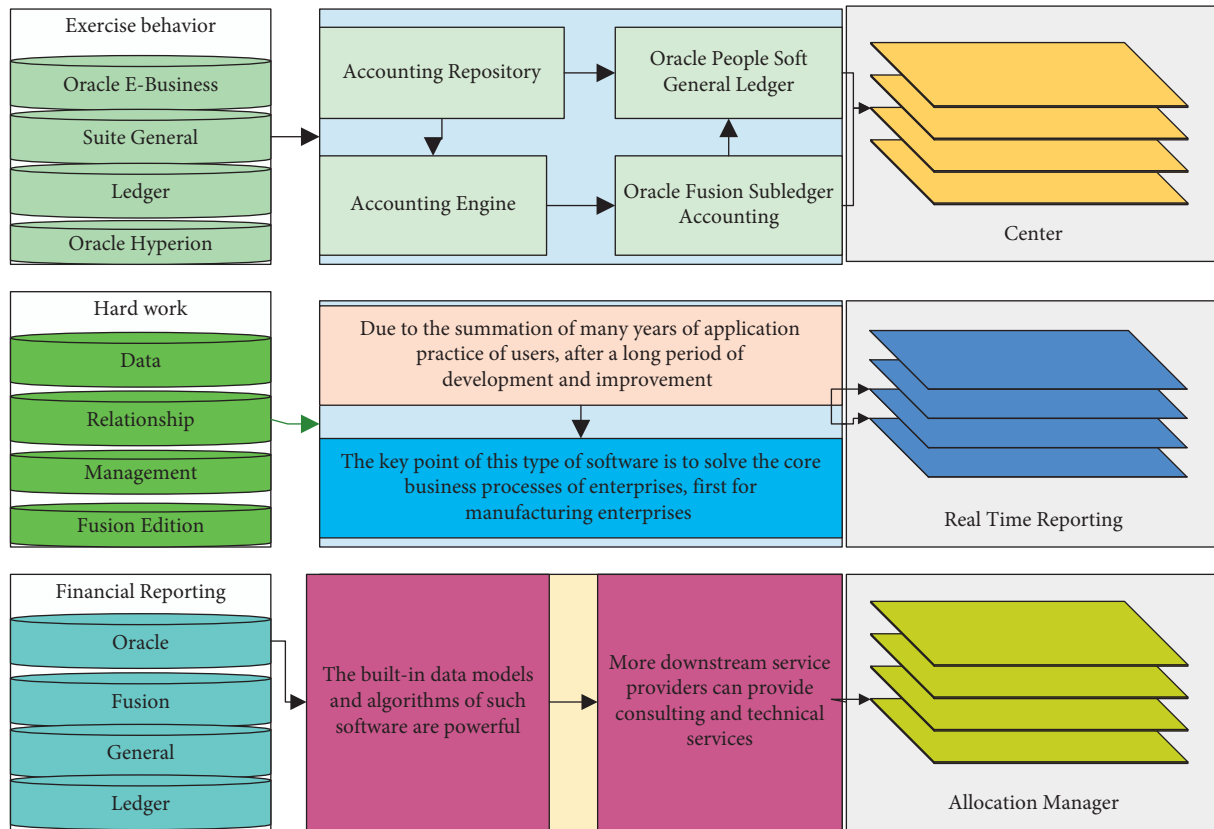 Exercise behavior
Oracle E-Business
Suite General
Ledger
Oracle Hyperion
Accounting Repository
Oracle People Soft
General Ledger
Accounting Engine
Oracle Fusion Subledger
Accounting
Center
Hard work
Data
Relationship
Management
Fusion Edition
Due to the summation of many years of application
practice of users, after a long period of
development and improvement
The key point of this type of software is to solve the core
business processes of enterprises, first for
manufacturing enterprises
Real Time Reporting
Financial Reporting
Oracle
Fusion
General
Ledger
The built-in data models
and algorithms of such
software are powerful
More downstream service
providers can provide
consulting and technical
services
Allocation Manager